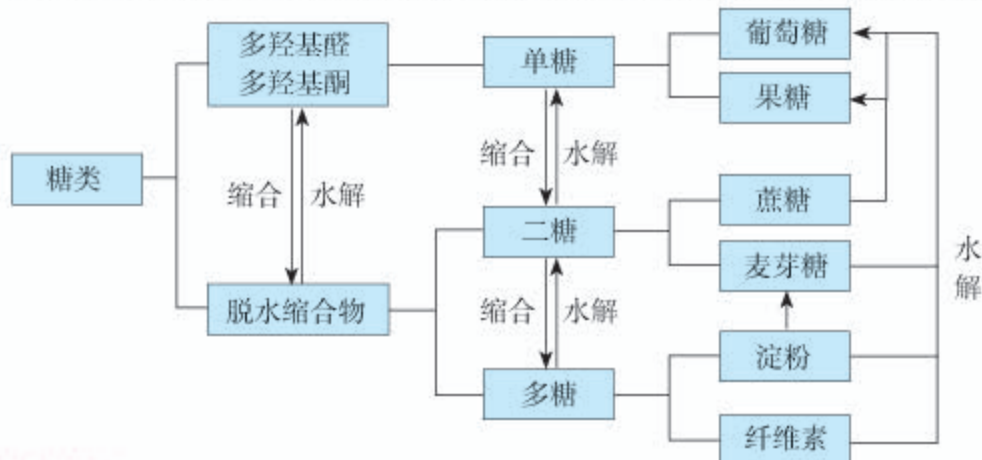 糖类
多羟基醛
多羟基酮
缩合
水解
脱水缩合物
单糖
缩合
水解
二糖
缩合
水解
多糖
葡萄糖
果糖
蔗糖
麦芽糖
淀粉
纤维素
水
解